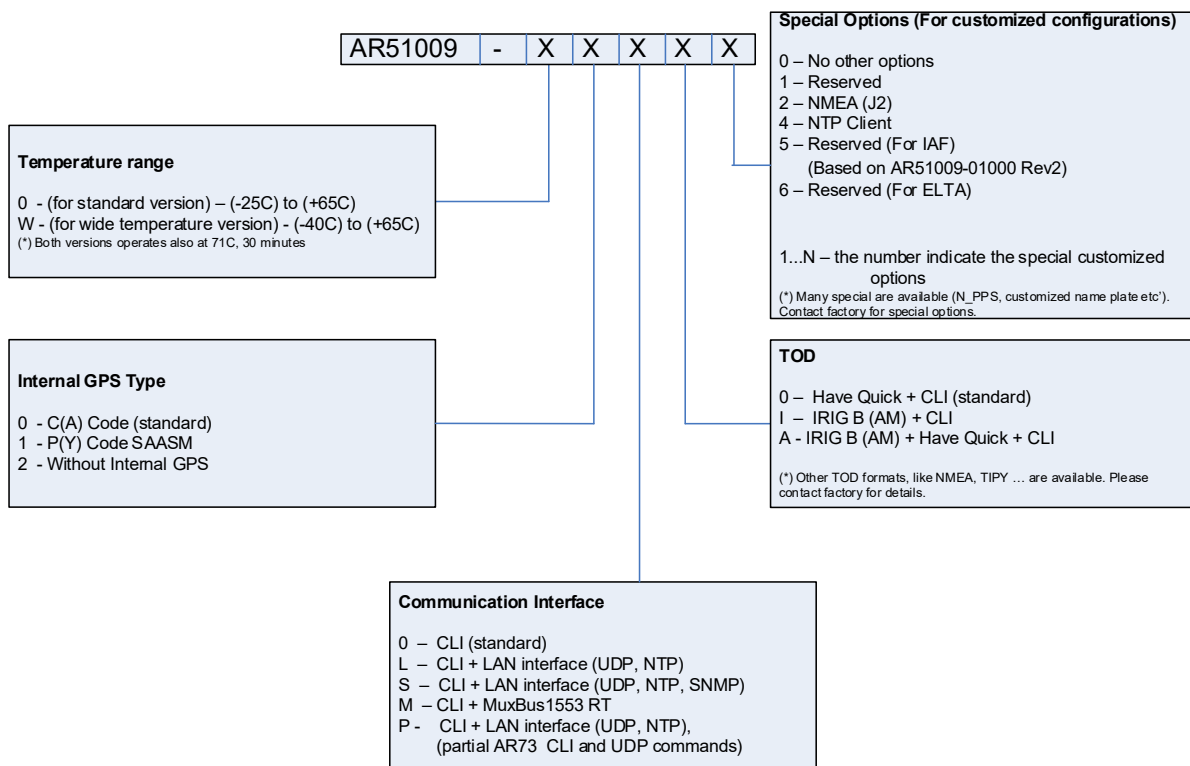 AR51009 - X X X X X
Special Options (For customized configurations)
0 – No other options
1 – Reserved
2 – NMEA (J2)
4 – NTP Client
5 – Reserved (For IAF)
(Based on AR51009-01000 Rev2)
6 – Reserved (For ELTA)
1...N – the number indicate the special customized
options
(*) Many special are available (N_PPS, customized name plate etc').
Contact factory for special options.
Temperature range
0 - (for standard version) – (-25C) to (+65C)
W - (for wide temperature version) - (-40C) to (+65C)
(*) Both versions operates also at 71C, 30 minutes
Internal GPS Type
0 - C(A) Code (standard)
1 - P(Y) Code SAASM
2 - Without Internal GPS
TOD
0 – Have Quick + CLI (standard)
I – IRIG B (AM) + CLI
A - IRIG B (AM) + Have Quick + CLI
(*) Other TOD formats, like NMEA, TIPY ... are available. Please
contact factory for details.
Communication Interface
0 – CLI (standard)
L – CLI + LAN interface (UDP, NTP)
S – CLI + LAN interface (UDP, NTP, SNMP)
M – CLI + MuxBus1553 RT
P - CLI + LAN interface (UDP, NTP),
(partial AR73 CLI and UDP commands)